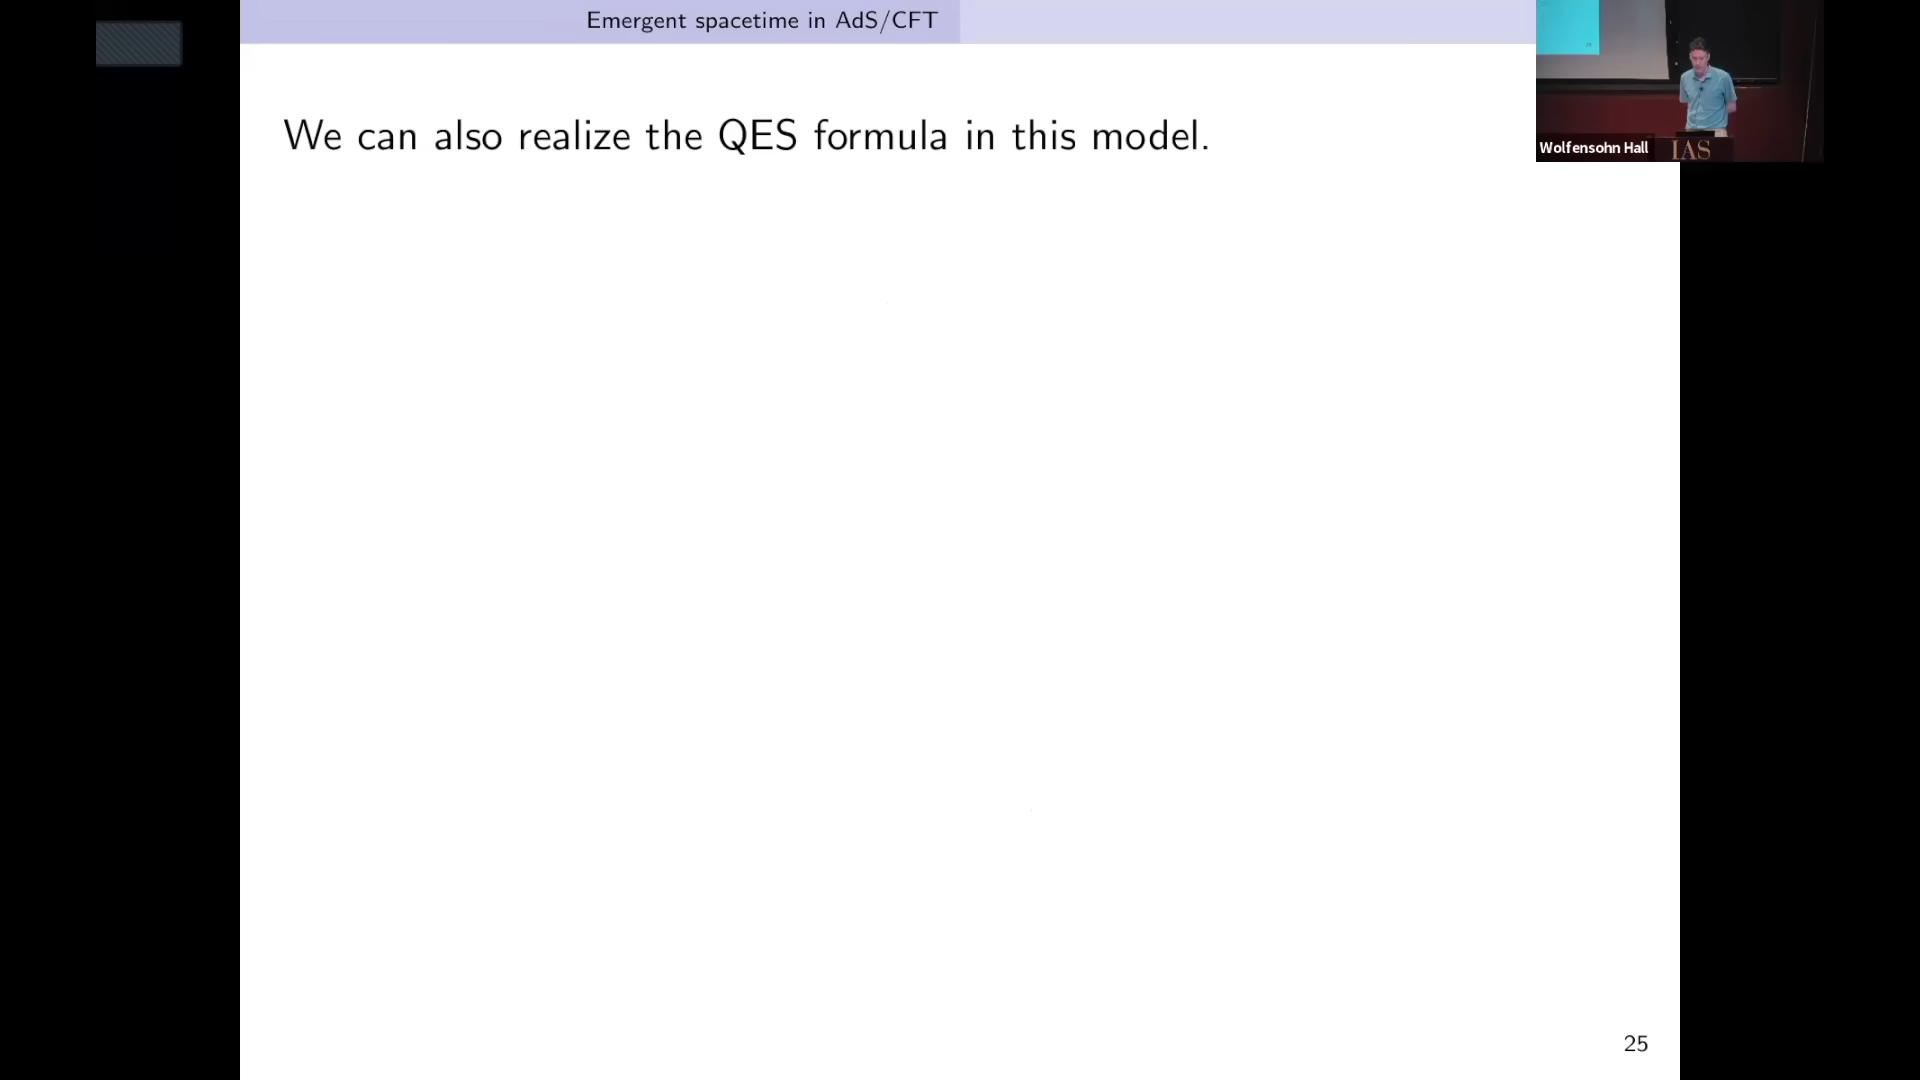 Emergent spacetime in AdS/CFT
We can also realize the QES formula in this model.
Wolfensohn Hall
IAS
25